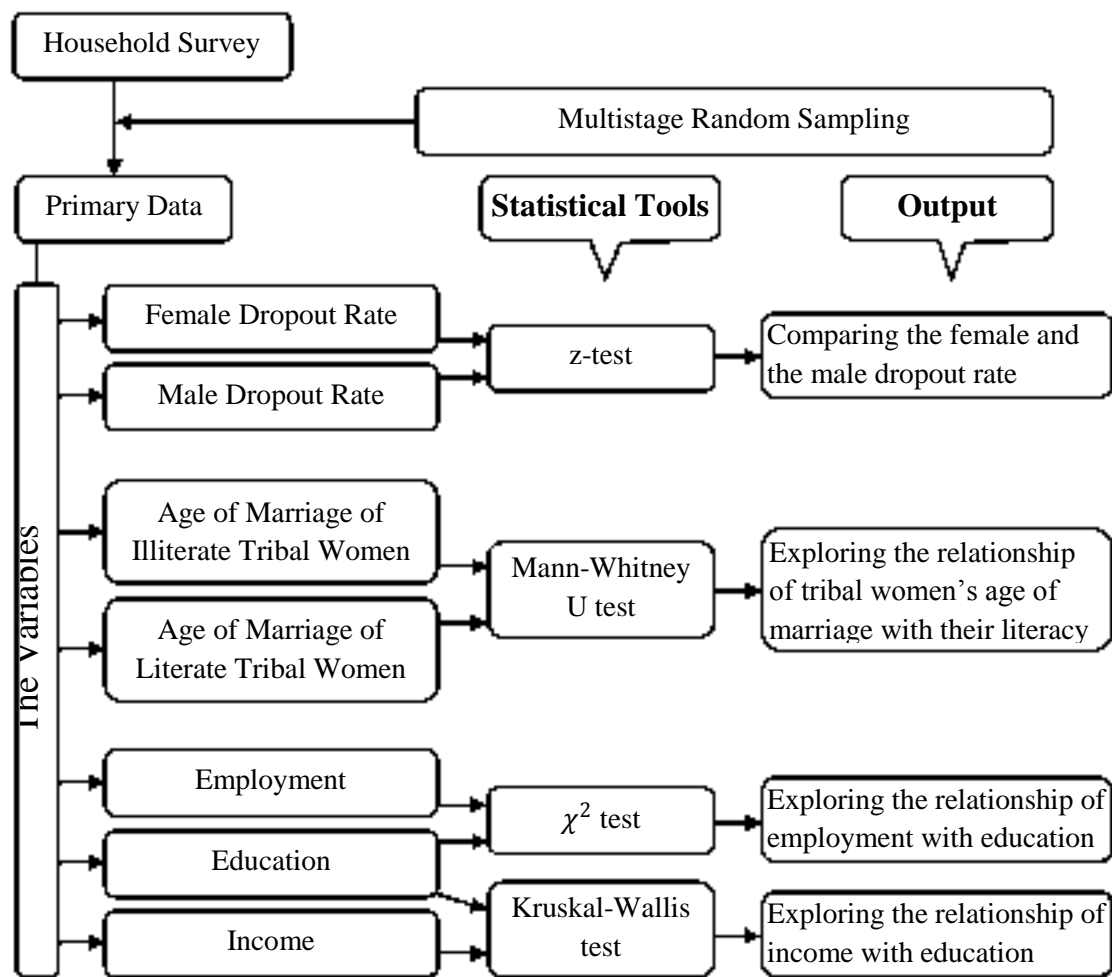 Household Survey
Multistage Random Sampling
Primary Data
Statistical Tools
Output
The Variables
Female Dropout Rate
Male Dropout Rate
z-test
Comparing the female and
the male dropout rate
Age of Marriage of
Illiterate Tribal Women
Age of Marriage of
Literate Tribal Women
Mann-Whitney
U test
Exploring the relationship
of tribal women’s age of
marriage with their literacy
Employment
Education
Income
χ² test
Exploring the relationship of
employment with education
Kruskal-Wallis
test
Exploring the relationship of
income with education